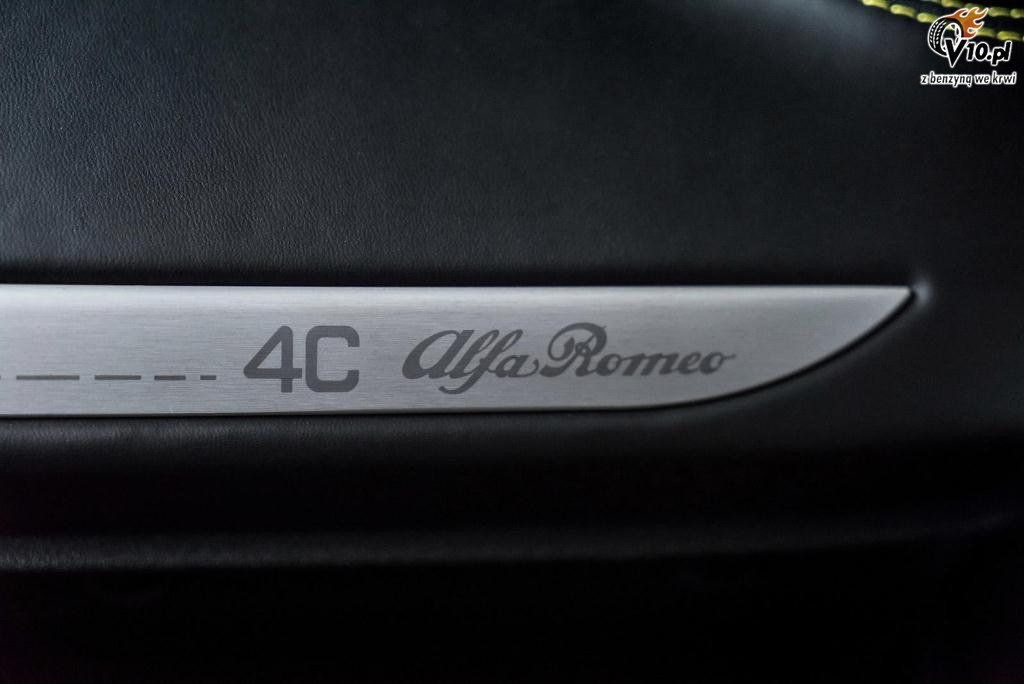 V10.pl
z benzyną we krwi
4C Alfa Romeo